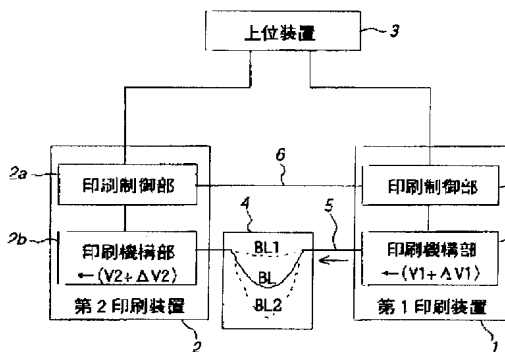 上位装置
3
2a
印刷制御部
6
印刷制御部
4
5
2b
印刷機構部
←(V2+ΔV2)
BL1
BL
BL2
印刷機構部
←(V1+ΔV1)
第2印刷装置
第1印刷装置
2
1